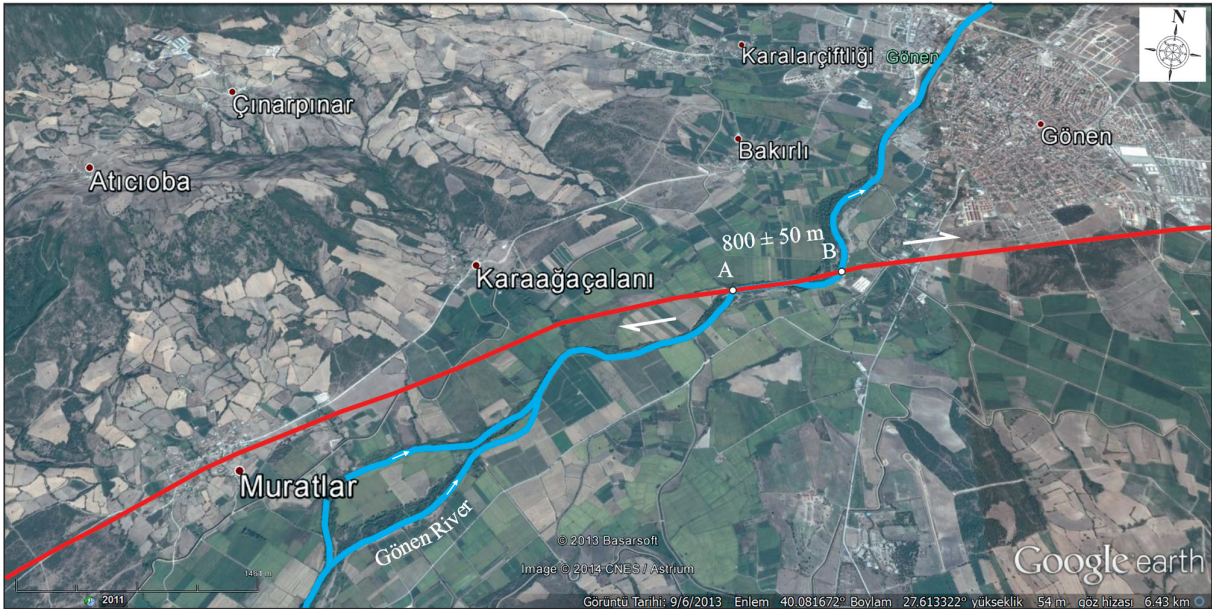 N
Karalarçiftliği
Gönen
Çınarpınar
Gönen
Bakırlı
Atıcıoba
800 ± 50 m
B
Karaağaçalanı
A
Muratlar
Gönen River
© 2013 Basarsoft
Image © 2014 CNES / Astrium
Google earth
1481 m
2011
Görüntü Tarihi: 9/6/2013 Enlem 40.081672° Boylam 27.613322° yükseklik 54 m göz hizası 6.43 km